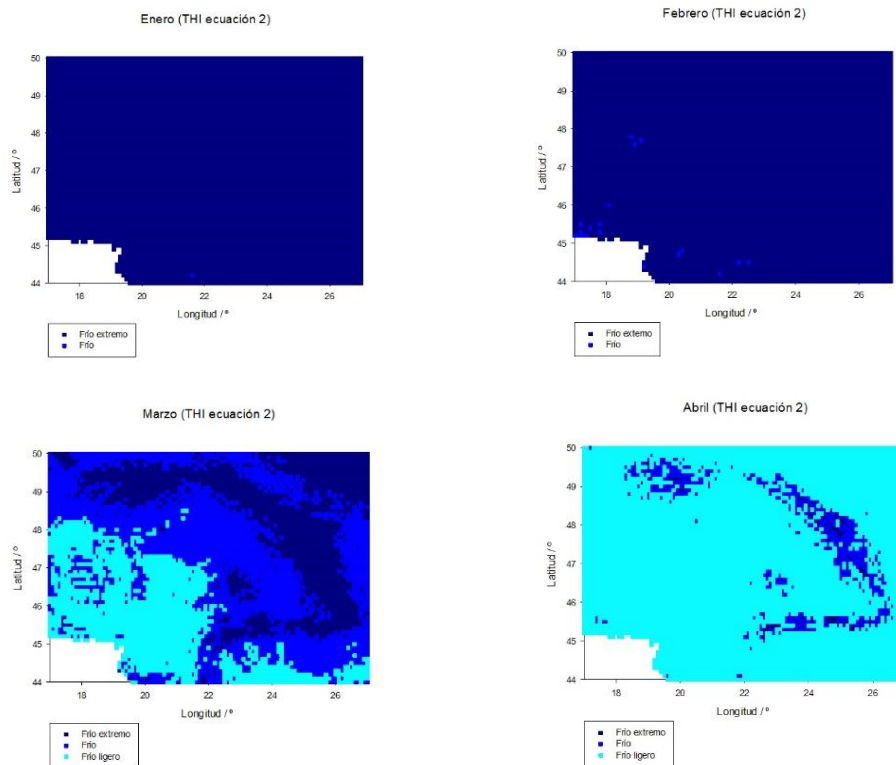 Enero (THI ecuación 2)
50
49
48
47
46
45
44
Latitud / º
18 20 22 24 26
Longitud / º
Frío extremo
Frío
Febrero (THI ecuación 2)
50
49
48
47
46
45
44
Latitud / º
18 20 22 24 26
Longitud / º
Frío externo
Frío
Marzo (THI ecuación 2)
50
49
48
47
46
45
44
Latitud / º
18 20 22 24 26
Longitud / º
Frío extremo
Frío
Frío ligero
Abril (THI ecuación 2)
50
49
48
47
46
45
44
Latitud / º
18 20 22 24 26
Longitud / º
Frío extremo
Frío
Frío ligero